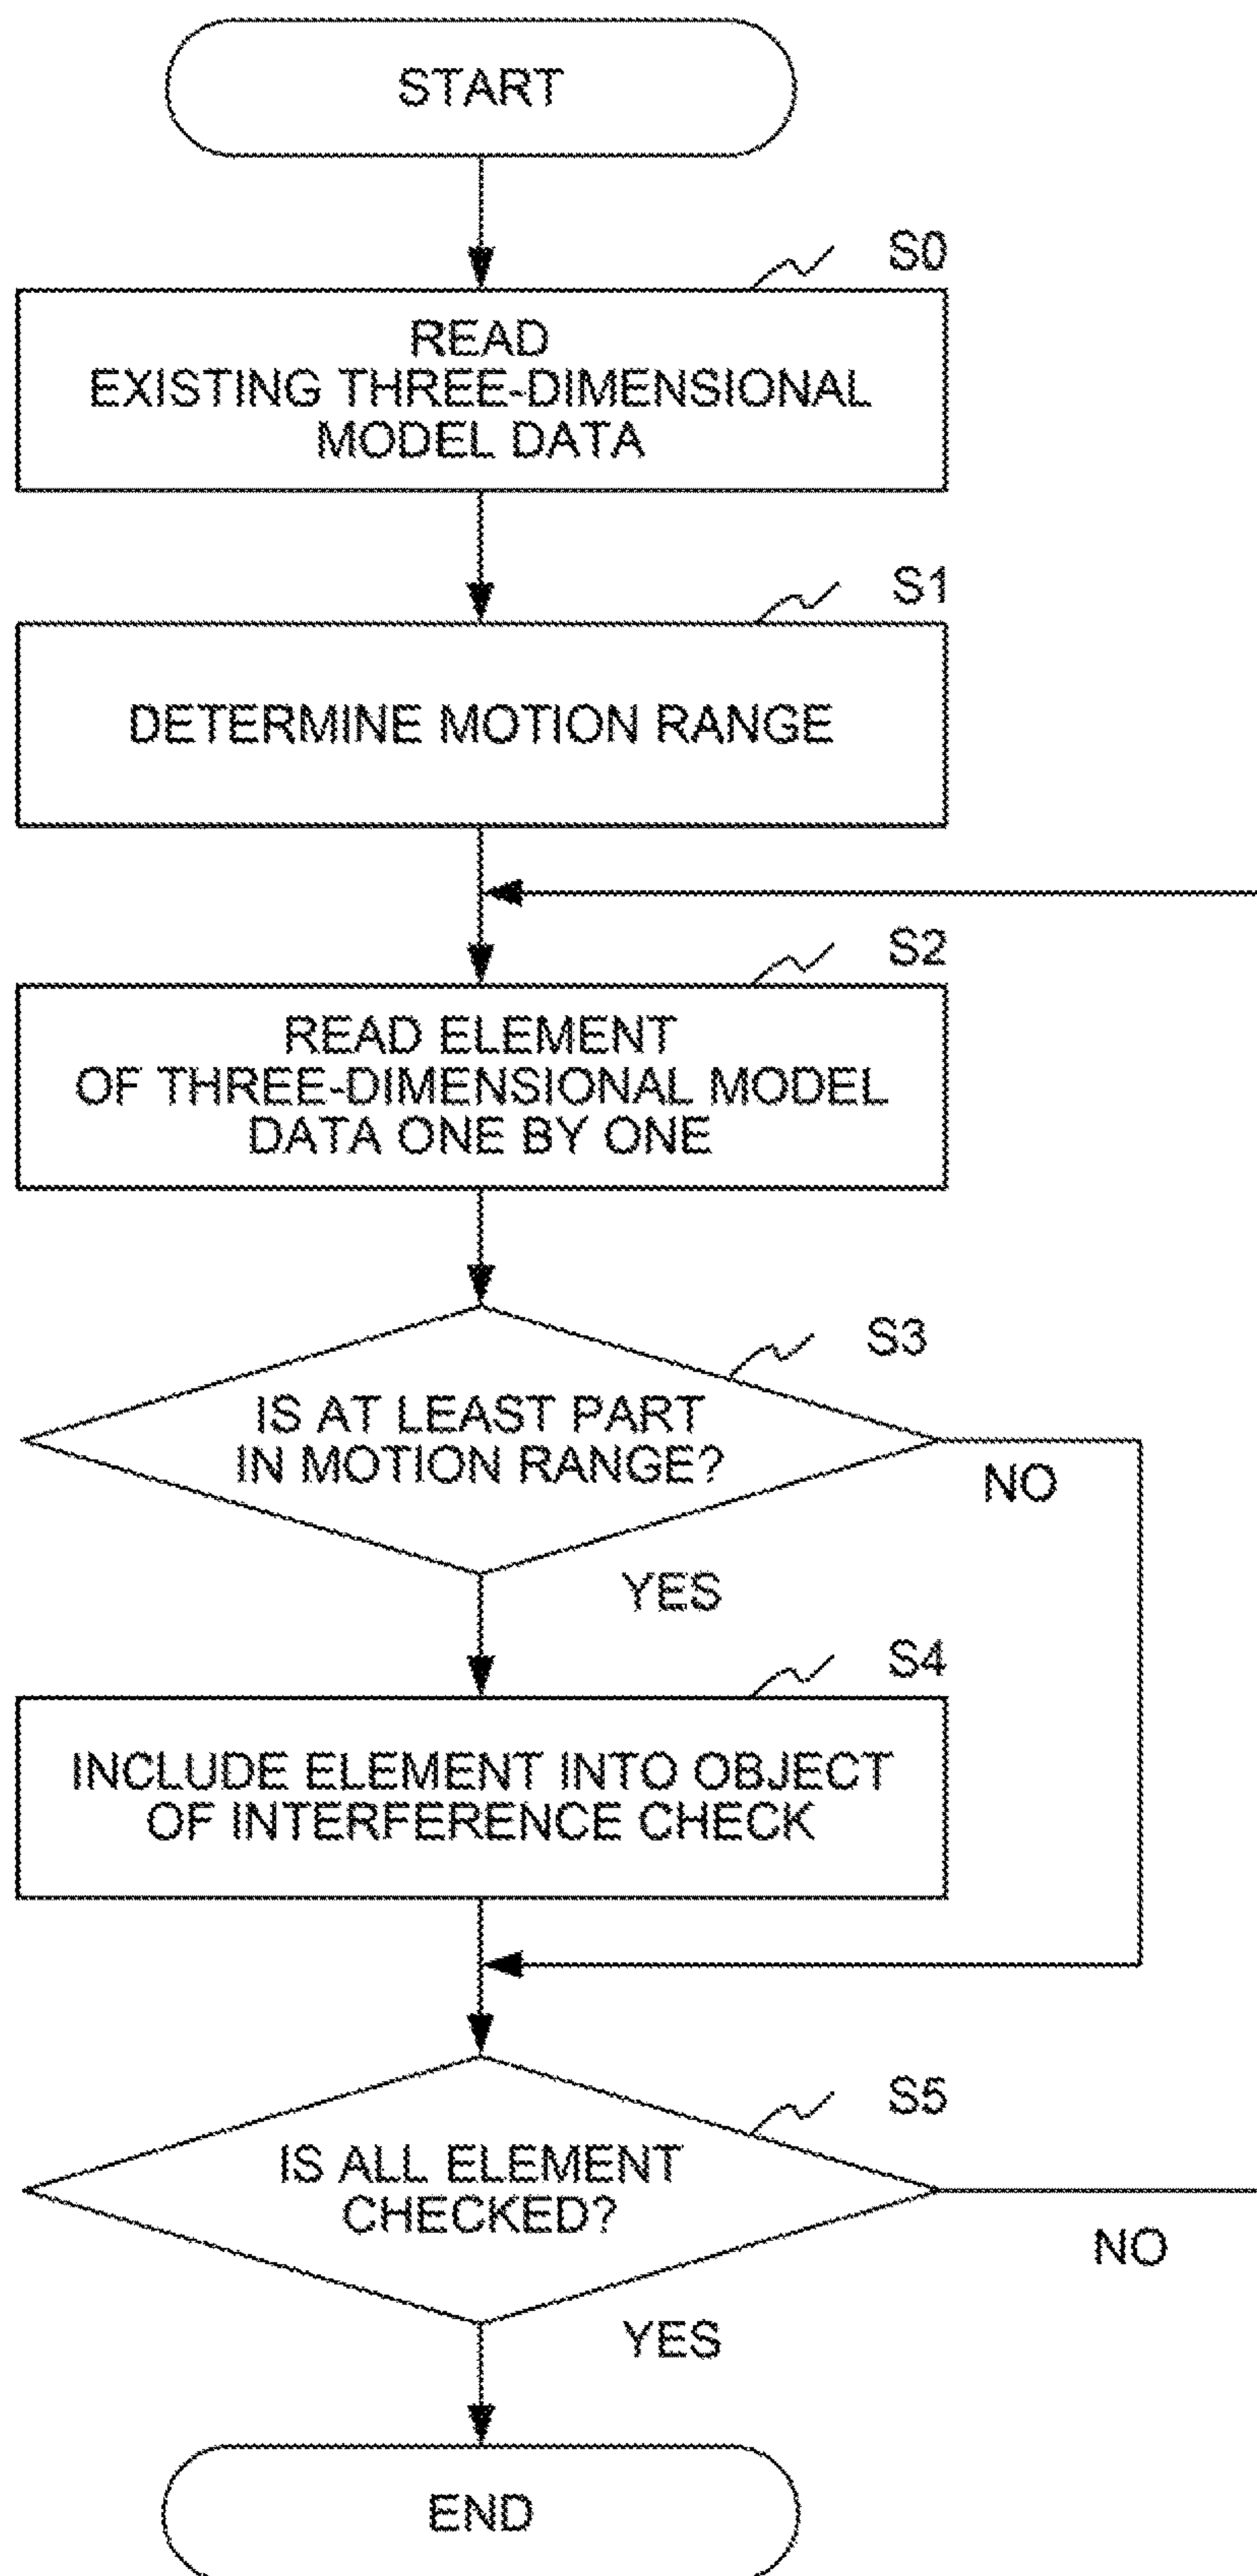 START
S0
READ
EXISTING THREE-DIMENSIONAL
MODEL DATA
S1
DETERMINE MOTION RANGE
S2
READ ELEMENT
OF THREE-DIMENSIONAL MODEL
DATA ONE BY ONE
S3
IS AT LEAST PART
IN MOTION RANGE?
NO
YES
S4
INCLUDE ELEMENT INTO OBJECT
OF INTERFERENCE CHECK
S5
IS ALL ELEMENT
CHECKED?
NO
YES
END